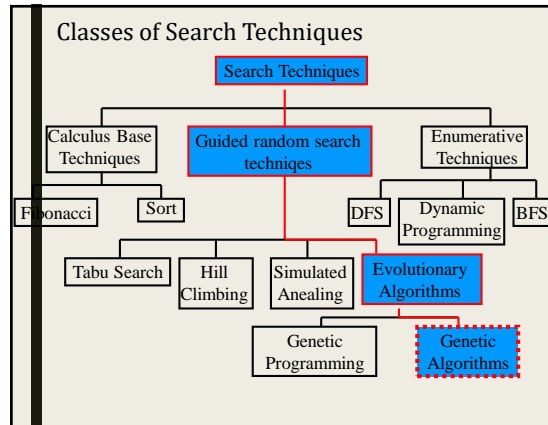 Classes of Search Techniques
Search Techniques
Calculus Base
Techniques
Guided random search
techniqes
Enumerative
Techniques
Fibonacci
Sort
DFS
Dynamic
Programming
BFS
Tabu Search
Hill
Climbing
Simulated
Anealing
Evolutionary
Algorithms
Genetic
Programming
Genetic
Algorithms